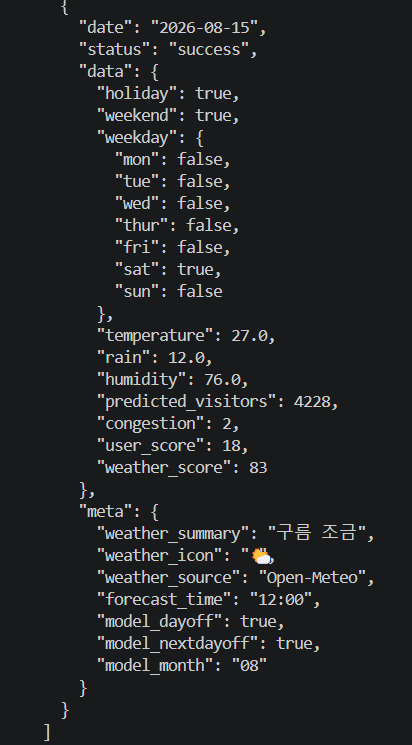 {
"date": "2026-08-15",
"status": "success",
"data": {
"holiday": true,
"weekend": true,
"weekday": {
"mon": false,
"tue": false,
"wed": false,
"thur": false,
"fri": false,
"sat": true,
"sun": false
},
"temperature": 27.0,
"rain": 12.0,
"humidity": 76.0,
"predicted_visitors": 4228,
"congestion": 2,
"user_score": 18,
"weather_score": 83
},
"meta": {
"weather_summary": "구름 조금",
"weather_icon": "🌤,
"weather_source": "Open-Meteo",
"forecast_time": "12:00",
"model_dayoff": true,
"model_nextdayoff": true,
"model_month": "08"
}
}
]